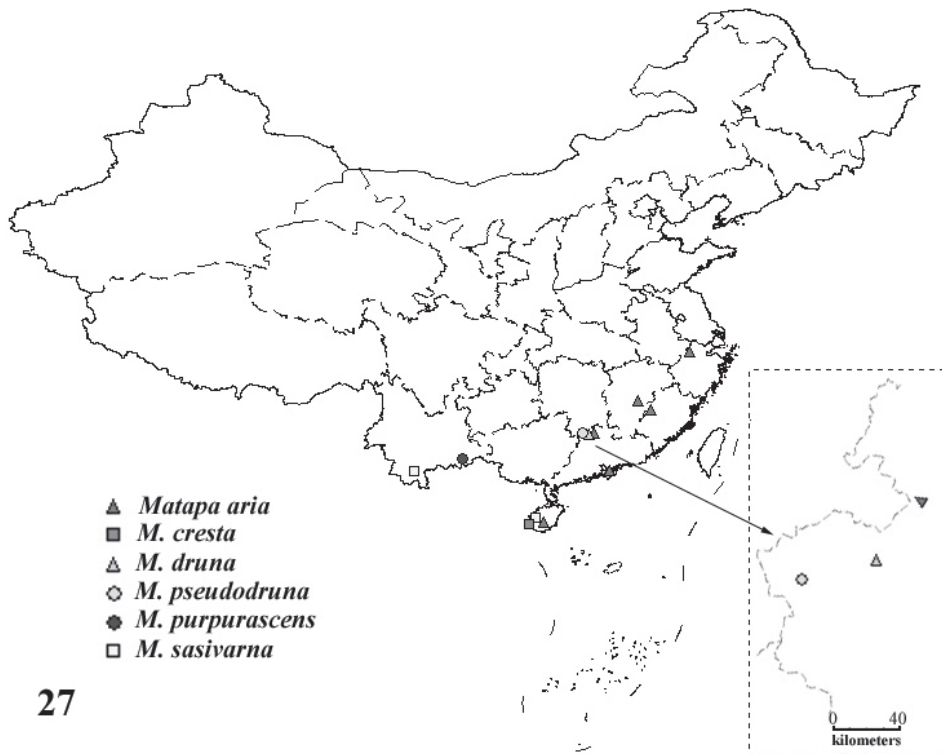 Matapa aria
M. cresta
M. druna
M. pseudodruna
M. purpurascens
M. sasivarna
27
0 40
kilometers